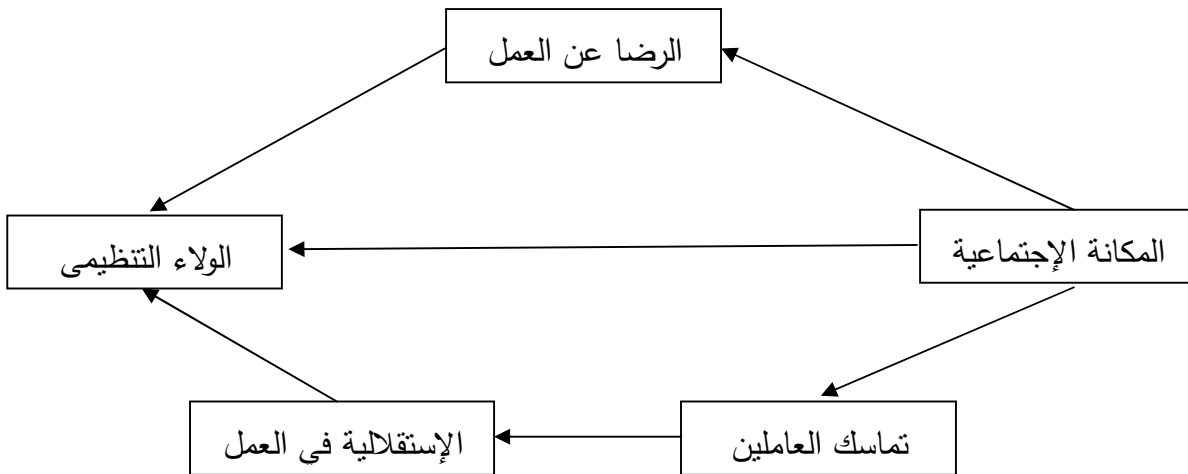 الرضا عن العمل
المكانة الإجتماعية
الولاء التنظيمى
تماسك العاملين
الإستقلالية فى العمل